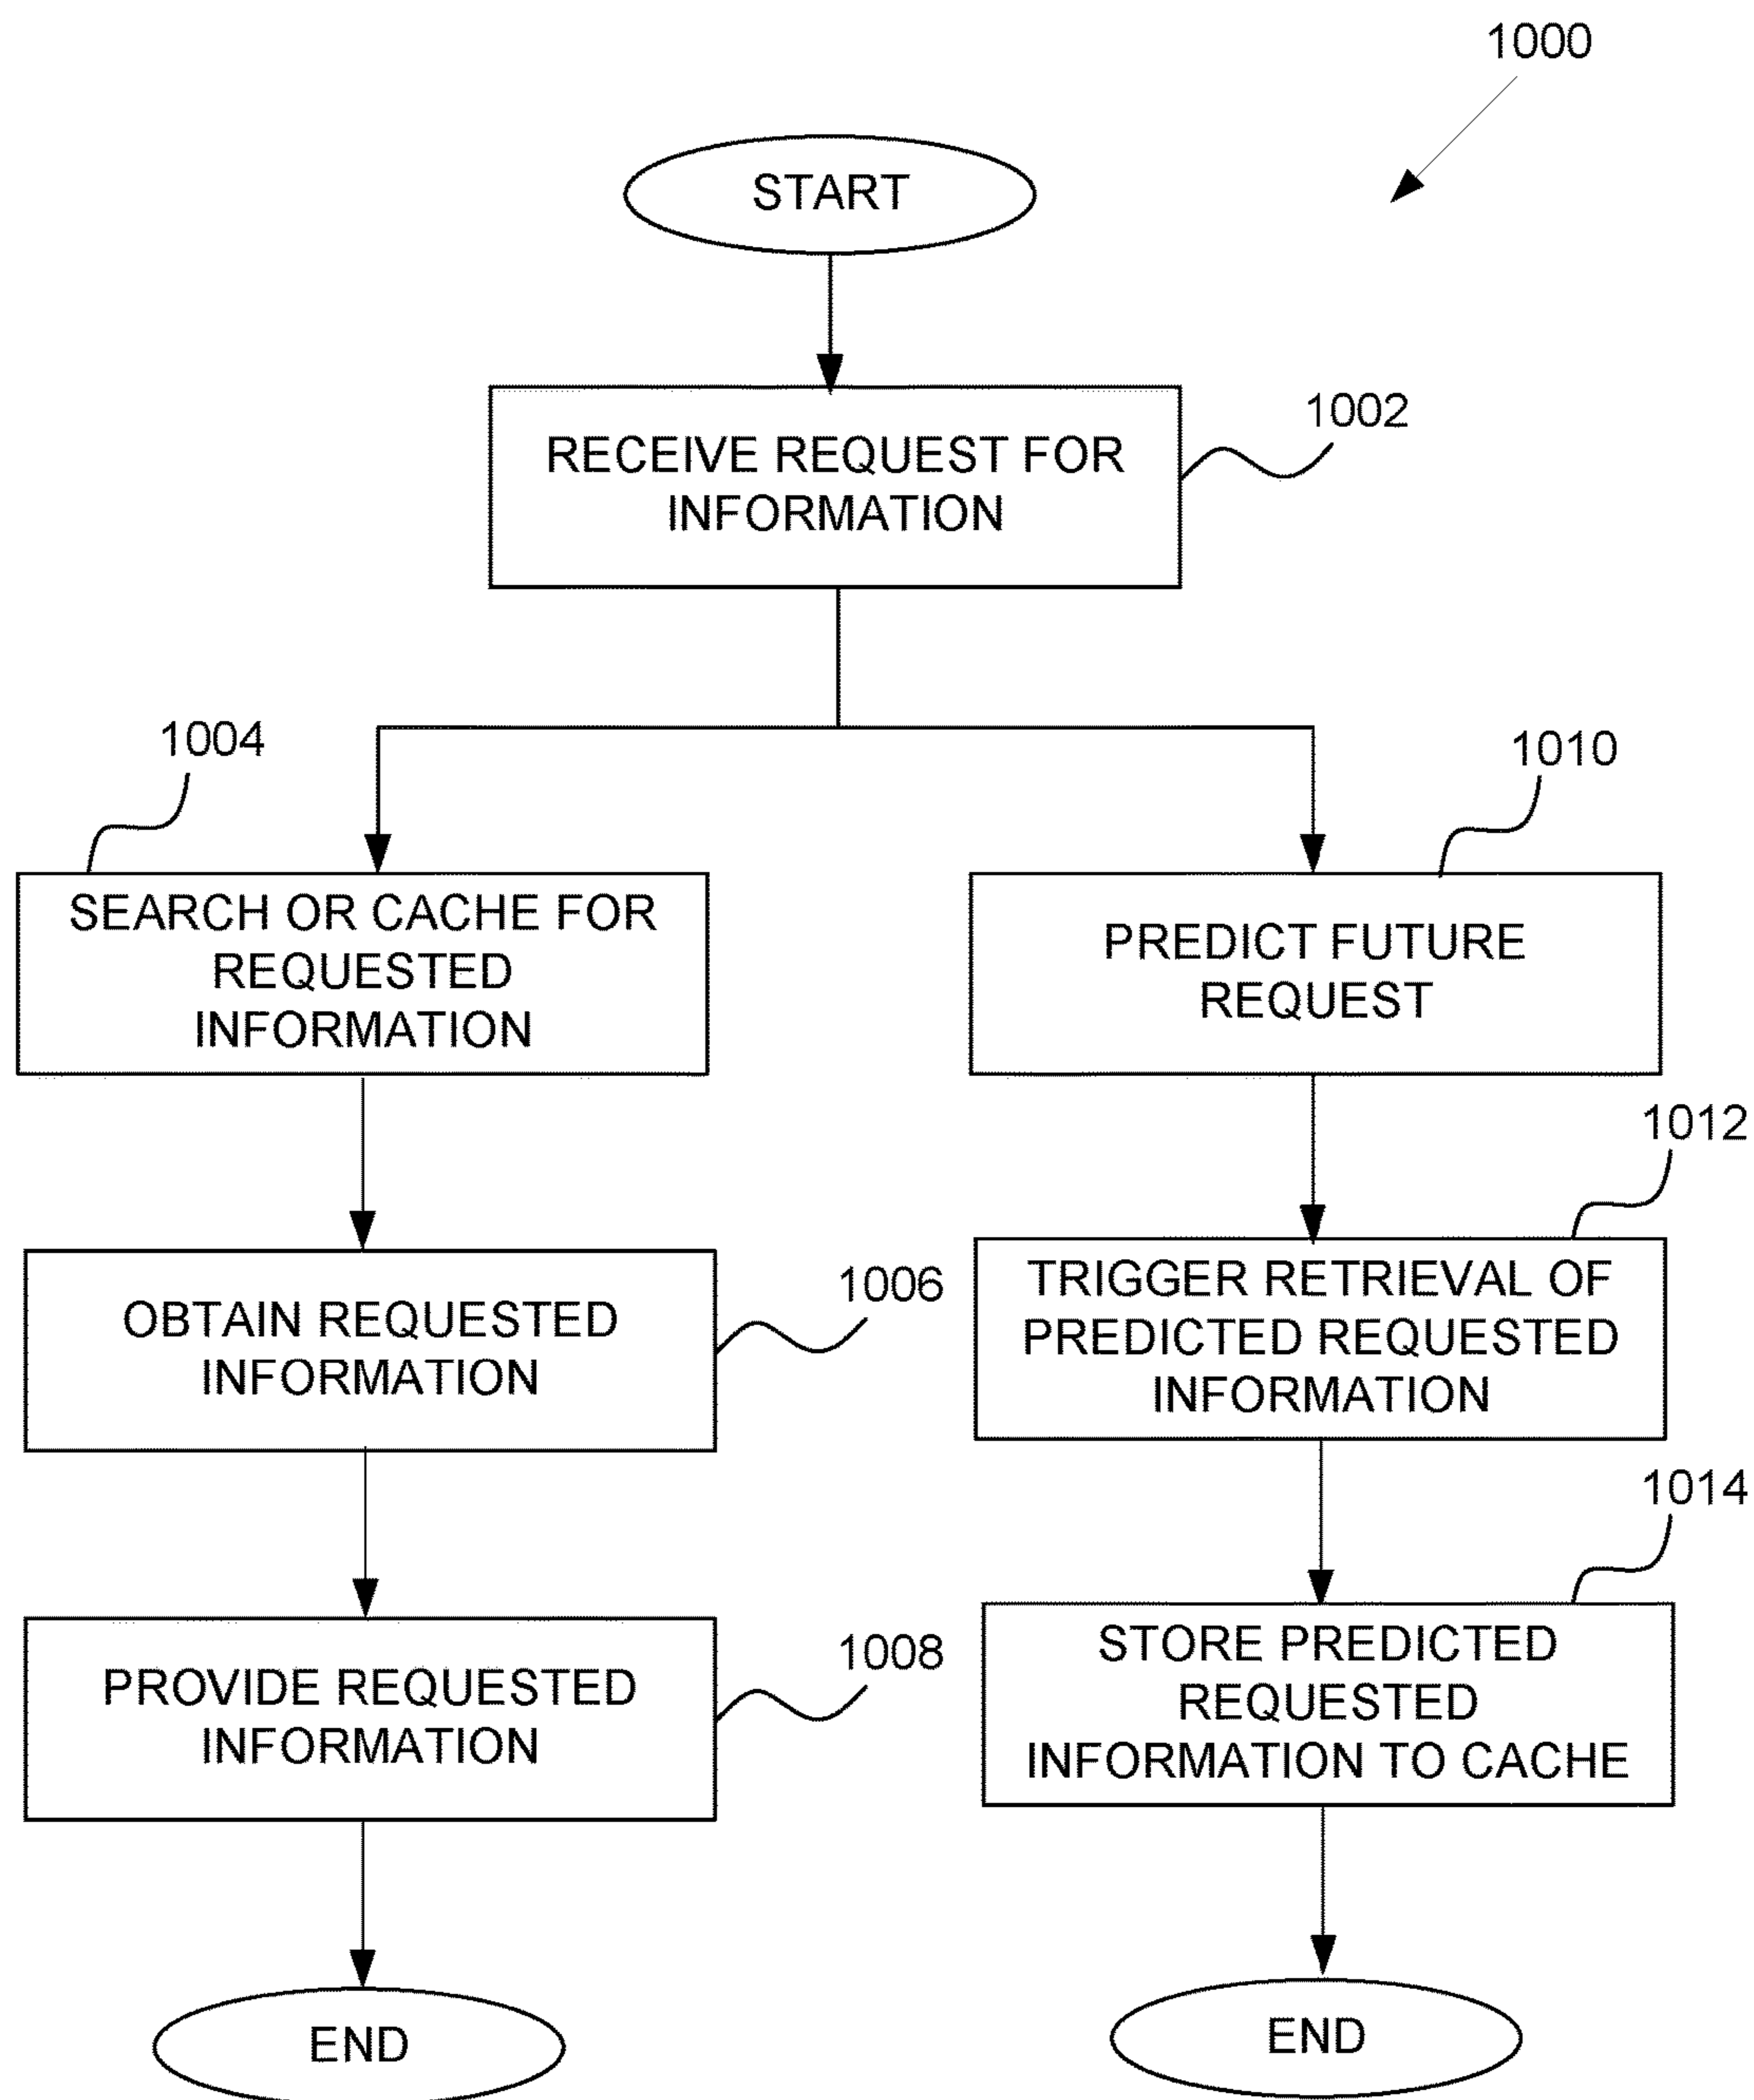 1000
START
1002
RECEIVE REQUEST FOR
INFORMATION
1004
SEARCH OR CACHE FOR
REQUESTED
INFORMATION
1006
OBTAIN REQUESTED
INFORMATION
1008
PROVIDE REQUESTED
INFORMATION
END
1010
PREDICT FUTURE
REQUEST
1012
TRIGGER RETRIEVAL OF
PREDICTED REQUESTED
INFORMATION
1014
STORE PREDICTED
REQUESTED
INFORMATION TO CACHE
END